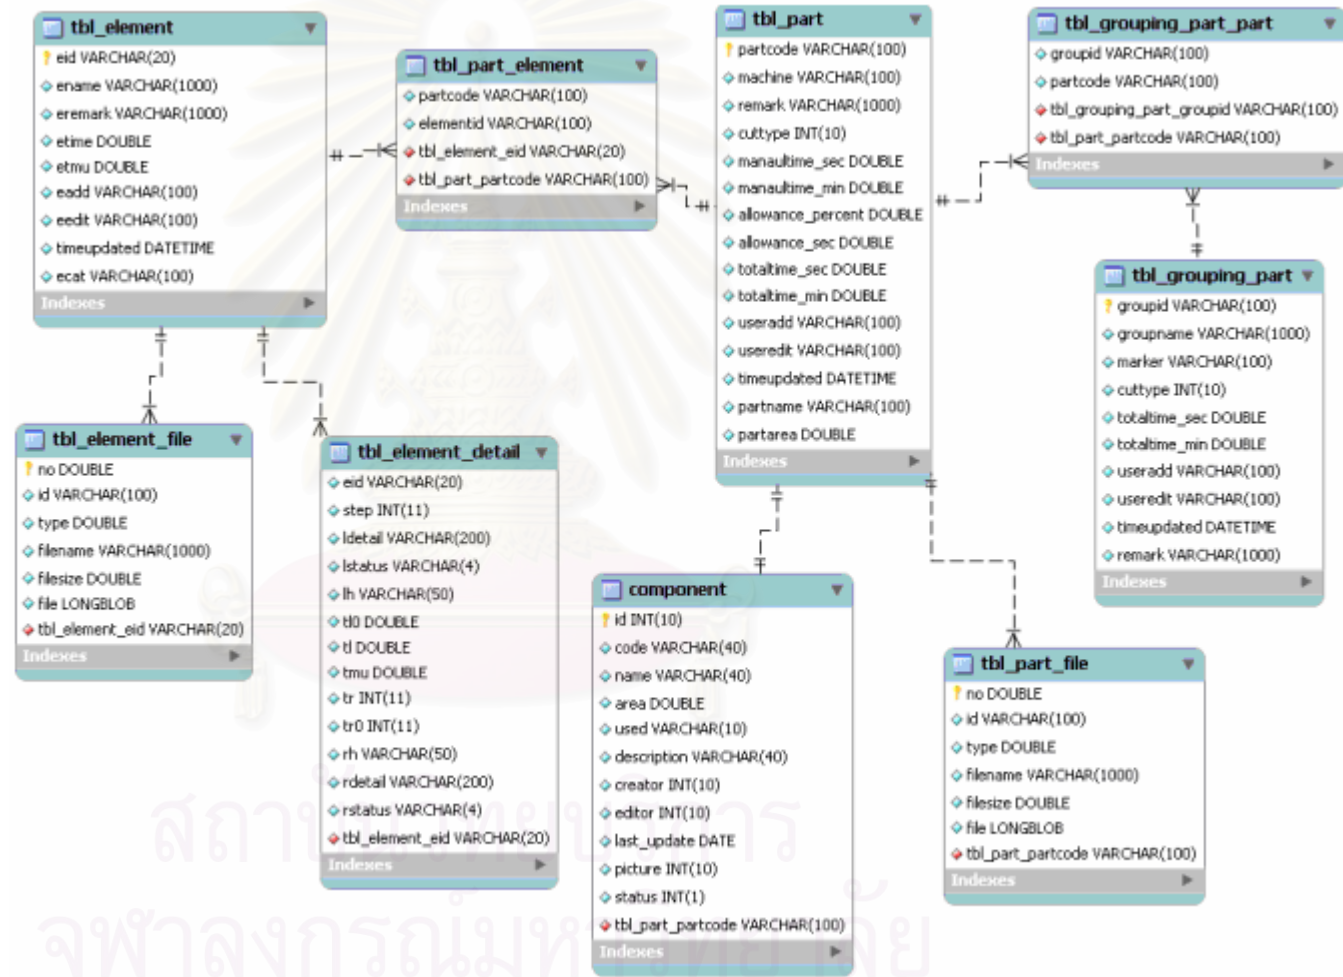 tbl_element
eid VARCHAR(20)
ename VARCHAR(1000)
eremark VARCHAR(1000)
etime DOUBLE
etmu DOUBLE
eadd VARCHAR(100)
eedit VARCHAR(100)
timeupdated DATETIME
ecat VARCHAR(100)
Indexes
tbl_part_element
partcode VARCHAR(100)
elementid VARCHAR(100)
tbl_element_eid VARCHAR(20)
tbl_part_partcode VARCHAR(100)
Indexes
tbl_part
partcode VARCHAR(100)
machine VARCHAR(100)
remark VARCHAR(1000)
cuttype INT(10)
manaultime_sec DOUBLE
manaultime_min DOUBLE
allowance_percent DOUBLE
allowance_sec DOUBLE
totaltime_sec DOUBLE
totaltime_min DOUBLE
useradd VARCHAR(100)
useredit VARCHAR(100)
timeupdated DATETIME
partname VARCHAR(100)
partarea DOUBLE
Indexes
tbl_grouping_part_part
groupid VARCHAR(100)
partcode VARCHAR(100)
tbl_grouping_part_groupid VARCHAR(100)
tbl_part_partcode VARCHAR(100)
Indexes
tbl_grouping_part
groupid VARCHAR(100)
groupname VARCHAR(1000)
marker VARCHAR(100)
cuttype INT(10)
totaltime_sec DOUBLE
totaltime_min DOUBLE
useradd VARCHAR(100)
useredit VARCHAR(100)
timeupdated DATETIME
remark VARCHAR(1000)
Indexes
tbl_element_file
no DOUBLE
id VARCHAR(100)
type DOUBLE
filename VARCHAR(1000)
filesize DOUBLE
file LONGBLOB
tbl_element_eid VARCHAR(20)
Indexes
tbl_element_detail
eid VARCHAR(20)
step INT(11)
ldetail VARCHAR(200)
lstatus VARCHAR(4)
lh VARCHAR(50)
tl0 DOUBLE
tl DOUBLE
tmu DOUBLE
tr INT(11)
tr0 INT(11)
rh VARCHAR(50)
rdetail VARCHAR(200)
rstatus VARCHAR(4)
tbl_element_eid VARCHAR(20)
Indexes
component
id INT(10)
code VARCHAR(40)
name VARCHAR(40)
area DOUBLE
used VARCHAR(10)
description VARCHAR(40)
creator INT(10)
editor INT(10)
last_update DATE
picture INT(10)
status INT(1)
tbl_part_partcode VARCHAR(100)
Indexes
tbl_part_file
no DOUBLE
id VARCHAR(100)
type DOUBLE
filename VARCHAR(1000)
filesize DOUBLE
file LONGBLOB
tbl_part_partcode VARCHAR(100)
Indexes